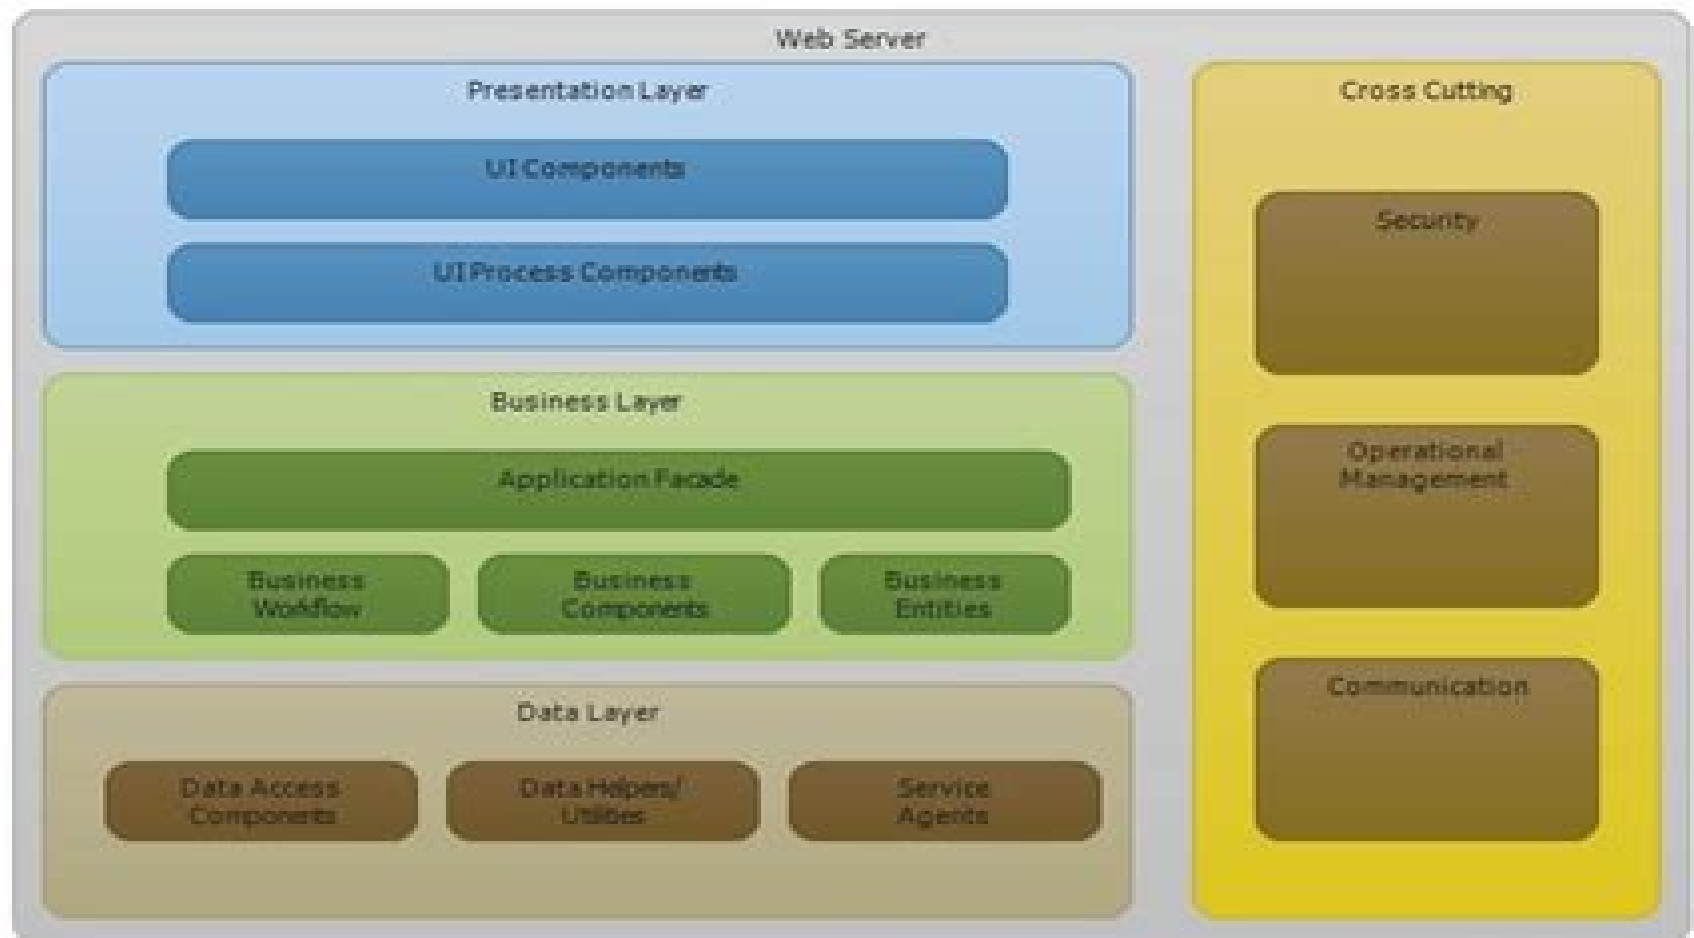 Web Server
Presentation Layer
UI Components
UI Process Components
Business Layer
Application Facade
Business
Workflow
Business
Components
Business
Entities
Data Layer
Data Access
Components
Data Helpers/
Utilities
Service
Agents
Cross Cutting
Security
Operational
Management
Communication